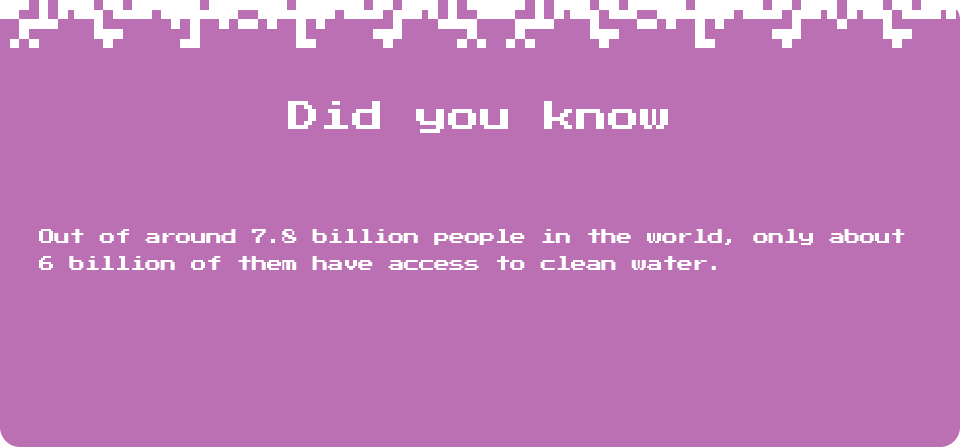 Did you know
Out of around 7.8 billion people in the world, only about
6 billion of them have access to clean water.